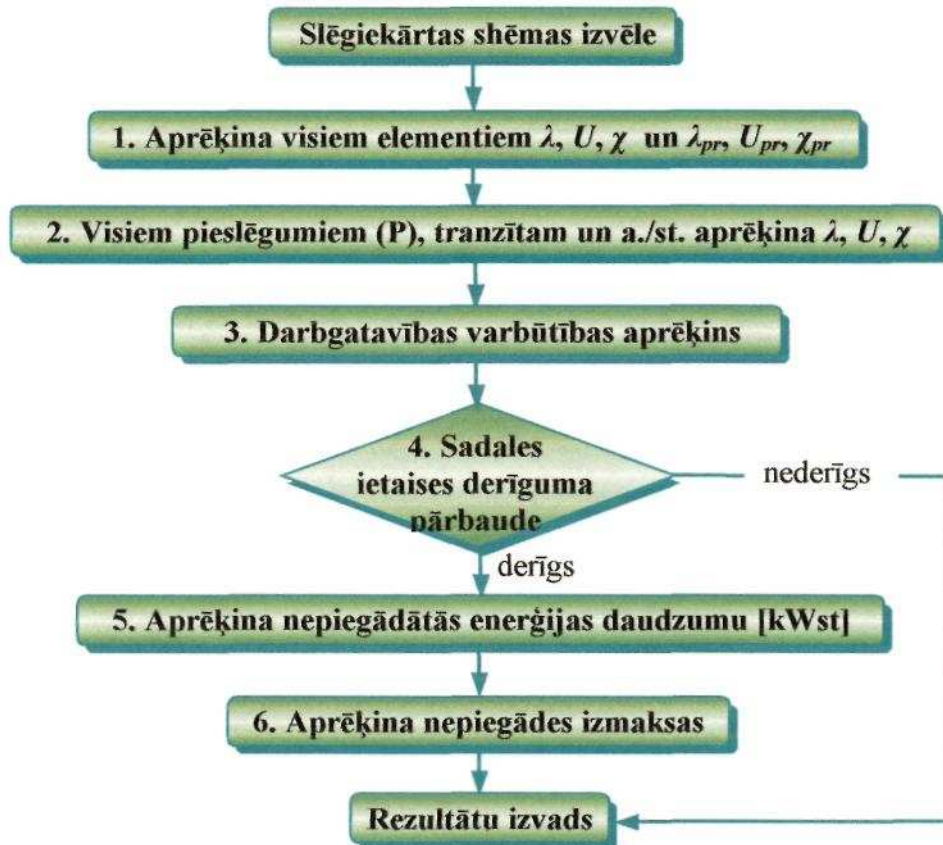 Slēgiekārtas shēmas izvēle
1. Aprēķina visiem elementiem λ, U, χ un λpr, Upr, χpr
2. Visiem pieslēgumiem (P), tranzītam un a./st. aprēķina λ, U, χ
3. Darbgatavības varbūtības aprēķins
4. Sadales
ietaises derīguma
pārbaude
nederīgs
derīgs
5. Aprēķina nepiegādātās enerģijas daudzumu [kWst]
6. Aprēķina nepiegādes izmaksas
Rezultātu izvads